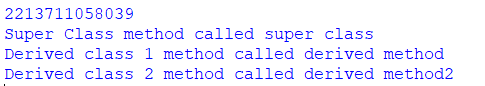 2213711058039
Super Class method called super class
Derived class 1 method called derived method
Derived class 2 method called derived method2